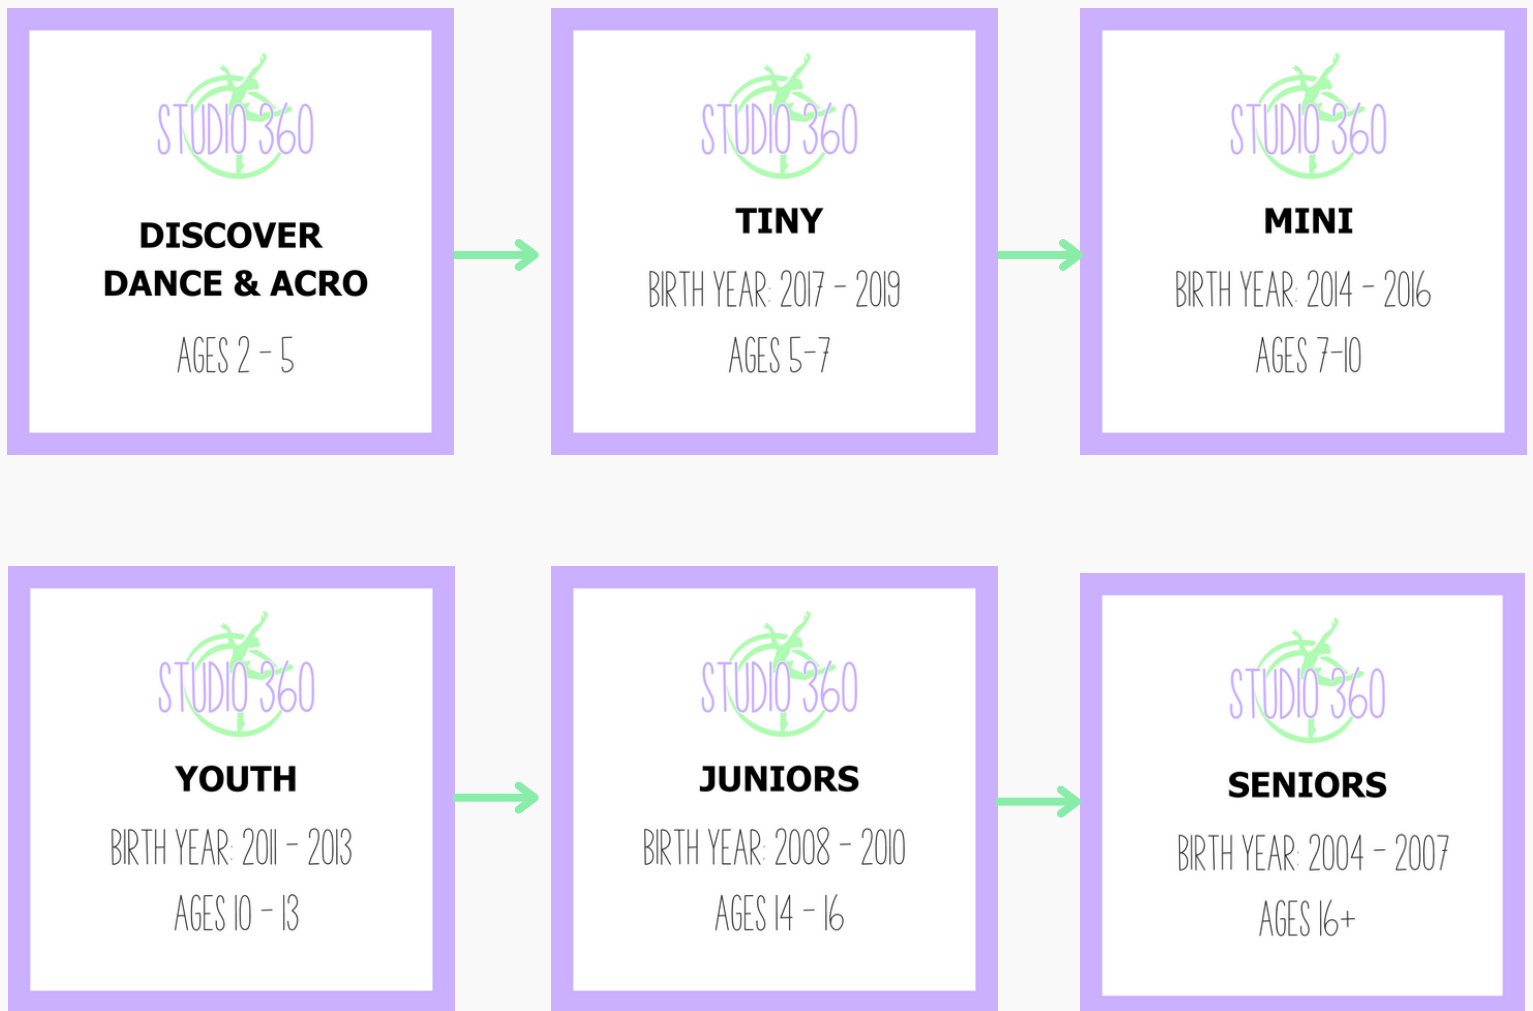 STUDIO 360
DISCOVER
DANCE & ACRO
AGES 2 - 5
STUDIO 360
TINY
BIRTH YEAR: 2017 - 2019
AGES 5-7
STUDIO 360
MINI
BIRTH YEAR: 2014 - 2016
AGES 7-10
STUDIO 360
YOUTH
BIRTH YEAR: 2011 - 2013
AGES 10 - 13
STUDIO 360
JUNIORS
BIRTH YEAR: 2008 - 2010
AGES 14 - 16
STUDIO 360
SENIORS
BIRTH YEAR: 2004 - 2007
AGES 16+